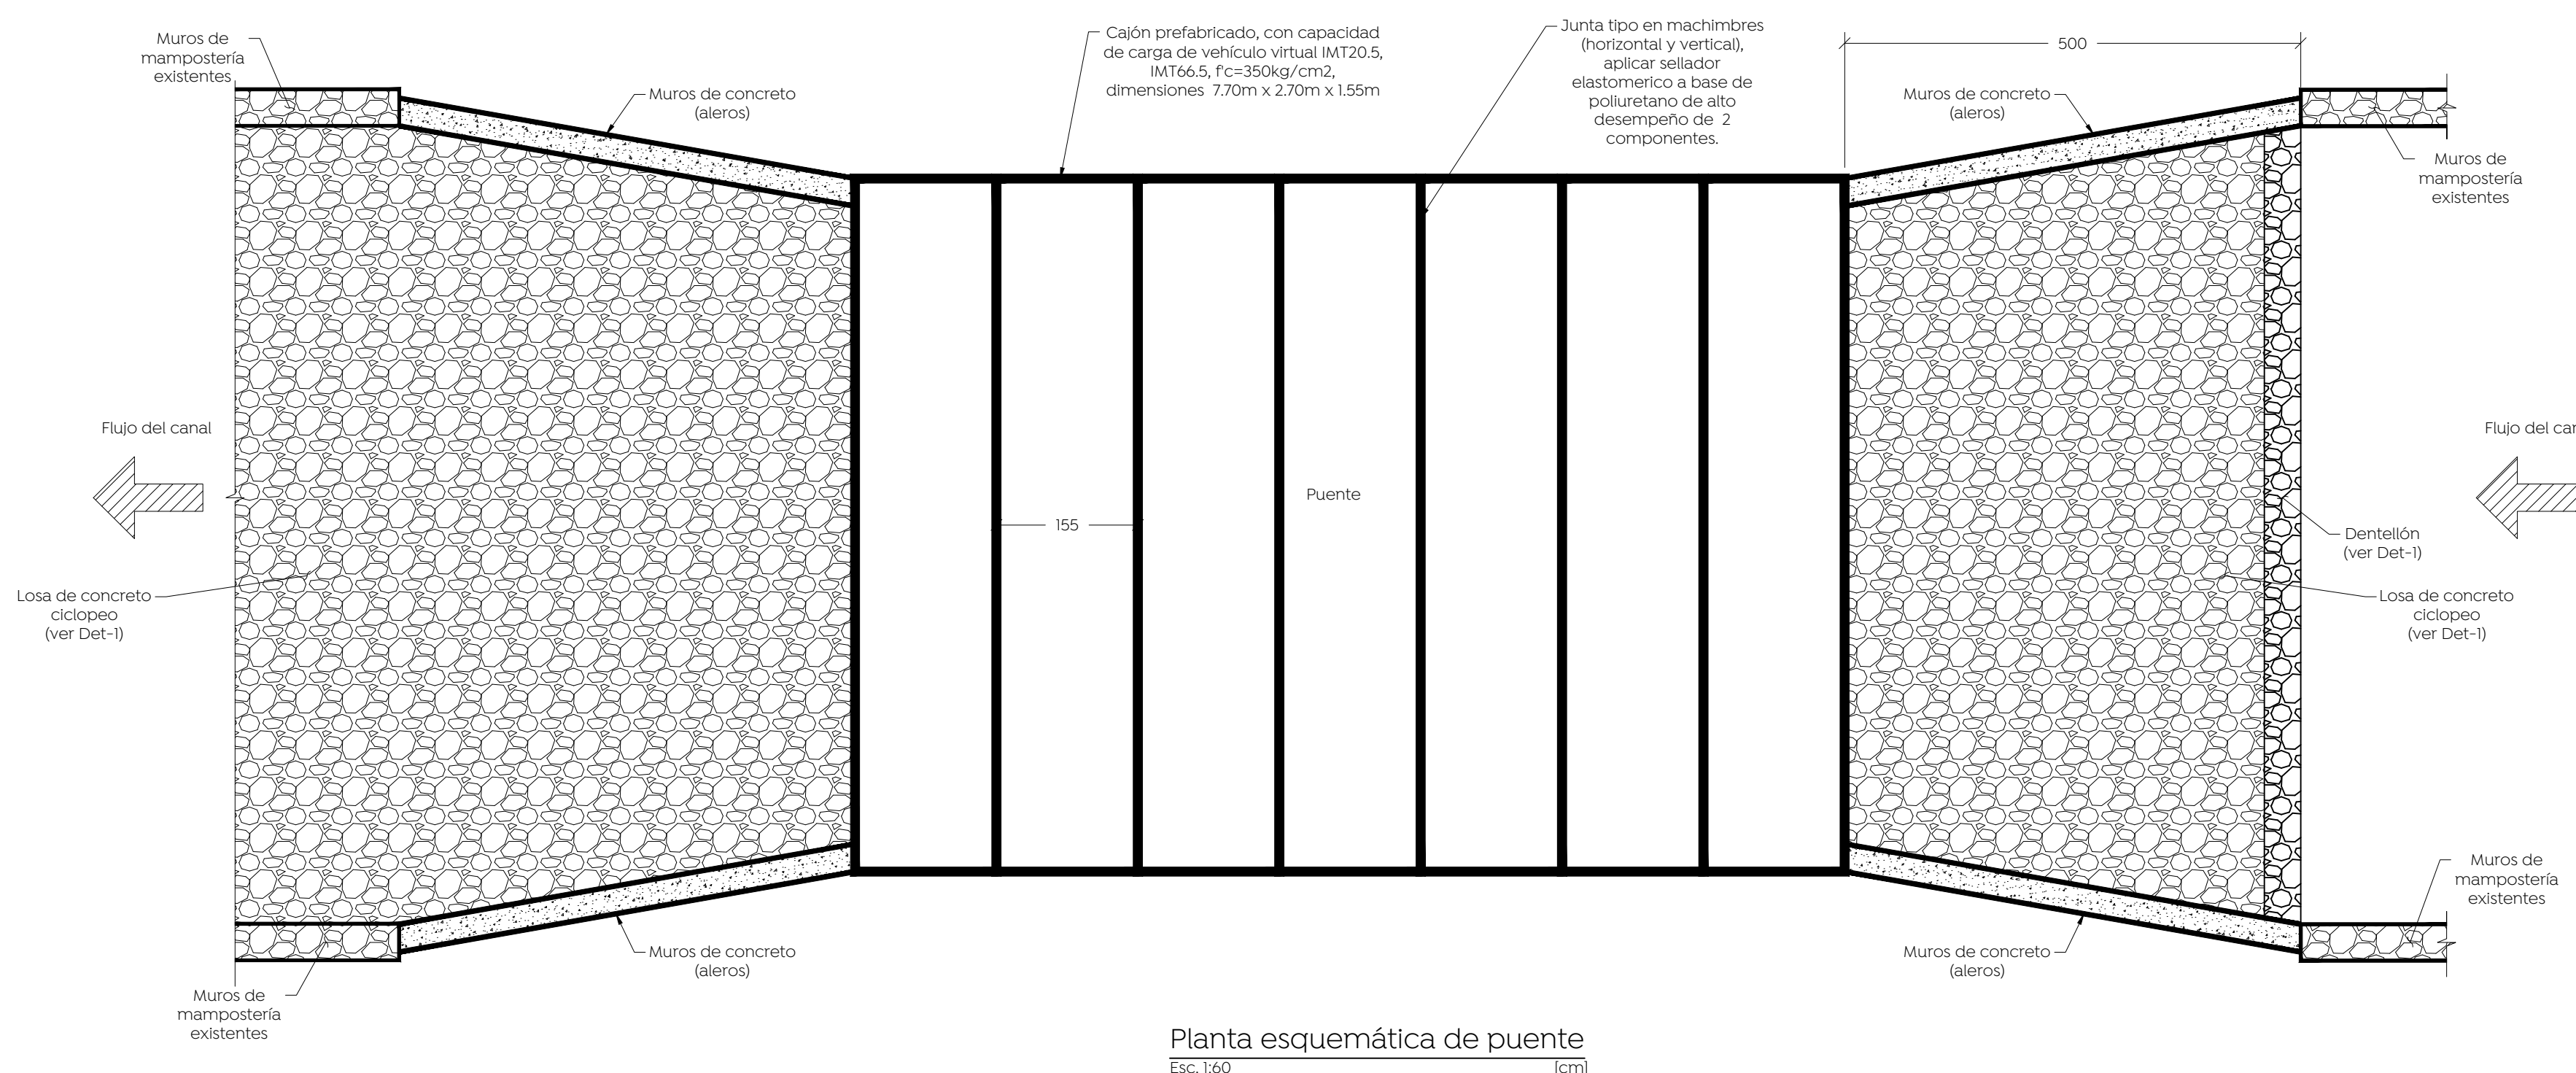 Muros de
mampostería
existentes
Muros de concreto
(aleros)
Cajón prefabricado, con capacidad
de carga de vehículo virtual IMT20.5,
IMT66.5, f'c=350kg/cm2,
dimensiones 7.70m x 2.70m x 1.55m
Junta tipo en machimbres
(horizontal y vertical),
aplicar sellador
elastomerico a base de
poliuretano de alto
desempeño de 2
componentes.
500
Muros de concreto
(aleros)
Muros de
mampostería
existentes
Flujo del canal
Flujo del can
Puente
155
Dentellón
(ver Det-1)
Losa de concreto
ciclopeo
(ver Det-1)
Losa de concreto
ciclopeo
(ver Det-1)
Muros de
mampostería
existentes
Muros de concreto
(aleros)
Muros de concreto
(aleros)
Muros de
mampostería
existentes
Planta esquemática de puente
Esc. 1:60 [cm]